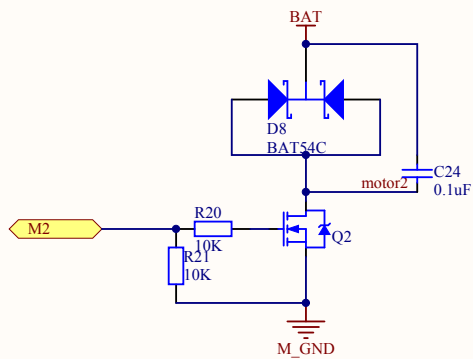 BAT
D8
BAT54C
motor2
C24
0.1uF
R20
10K
M2
Q2
R21
10K
M_GND